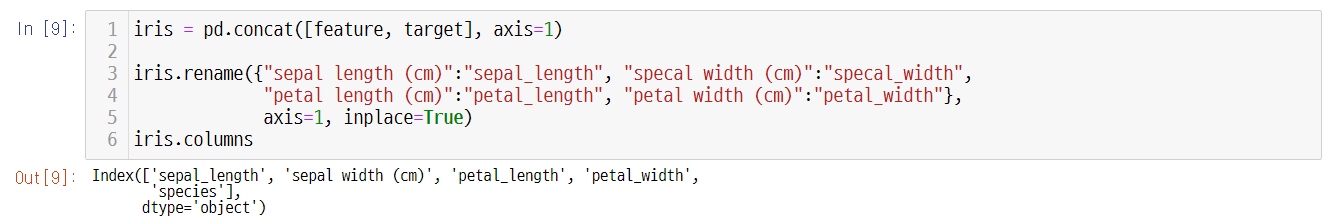 In [9]:
1 iris = pd.concat([feature, target], axis=1)
2
3 iris.rename({"sepal length (cm)":"sepal_length", "specal width (cm)":"specal_width",
4 "petal length (cm)":"petal_length", "petal width (cm)":"petal_width"},
5 axis=1, inplace=True)
6 iris.columns
Out[9]: Index(['sepal_length', 'sepal width (cm)', 'petal_length', 'petal_width',
'species'],
dtype='object')